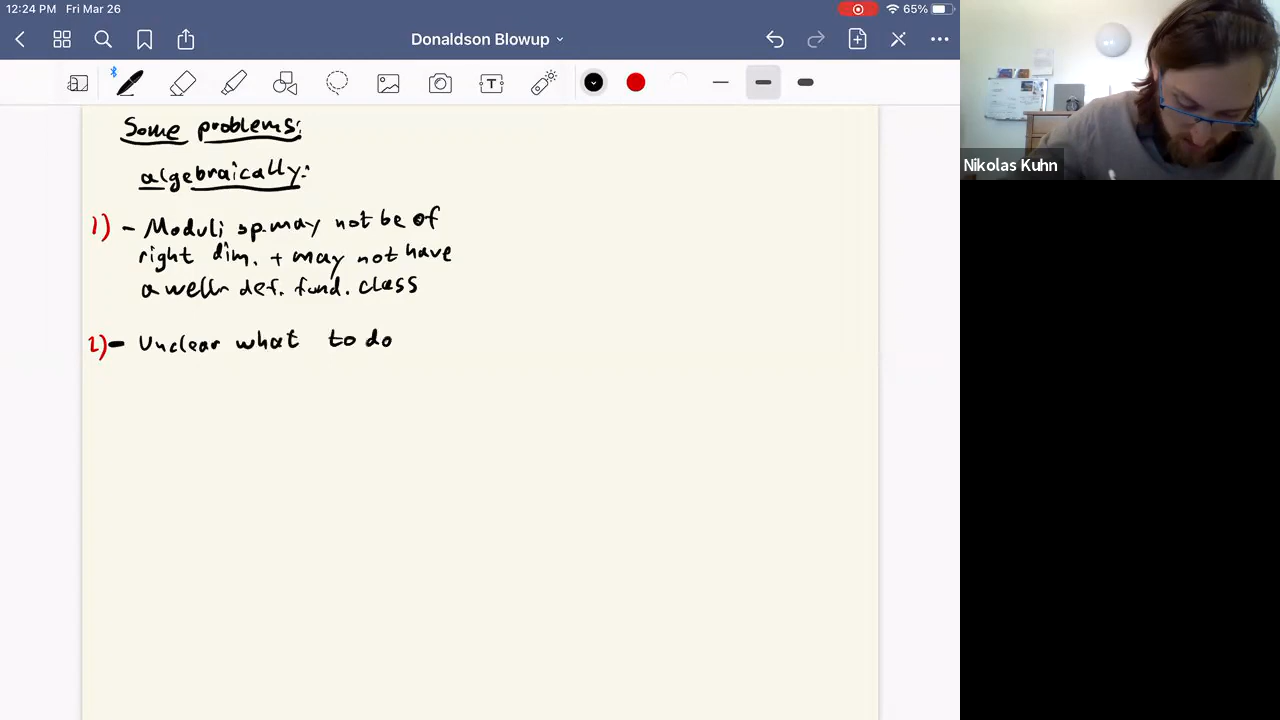 12:24 PM Fri Mar 26
65%
Donaldson Blowup
T
Some problems:
algebraically:
1) - Moduli sp. may not be of
right dim. + may not have
a well def. fund. class
2) - Unclear what to do
Nikolas Kuhn